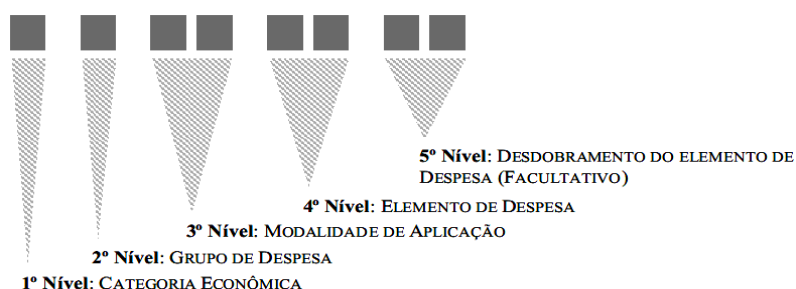 5º Nível: DESDOBRAMENTO DO ELEMENTO DE
DESPESA (FACULTATIVO)
4º Nível: ELEMENTO DE DESPESA
3º Nível: MODALIDADE DE APLICAÇÃO
2º Nível: GRUPO DE DESPESA
1º Nível: CATEGORIA ECONÔMICA